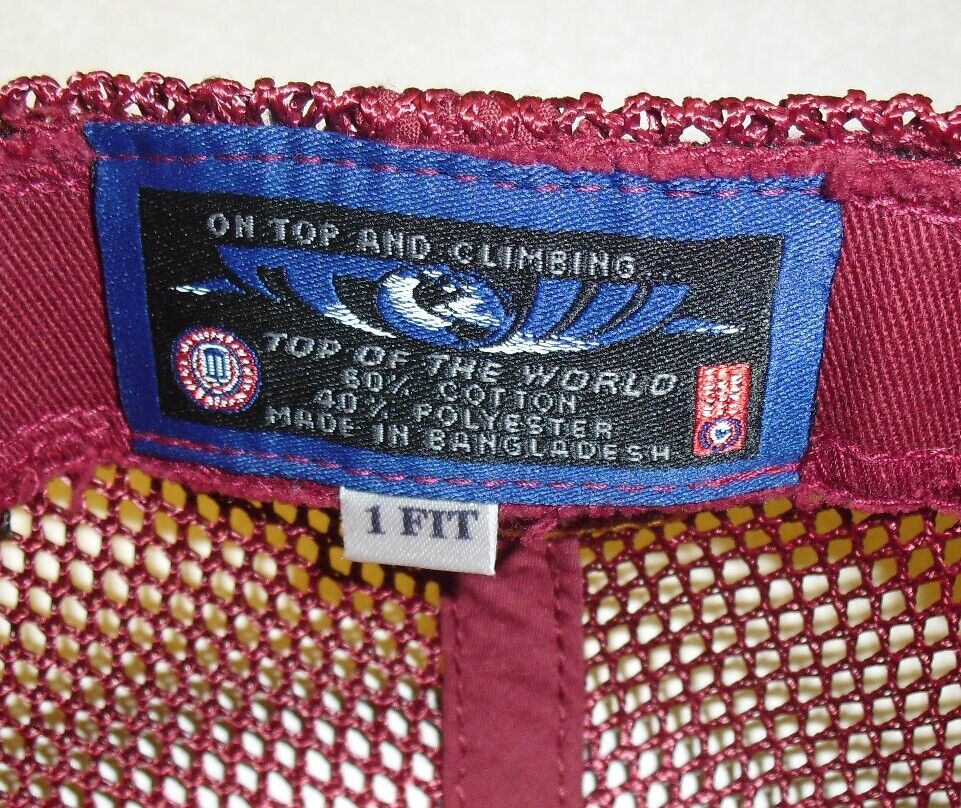 ON TOP AND CLIMBING...
TOP OF THE WORLD
60% COTTON
40% POLYESTER
MADE IN BANGLADESH
1 FIT